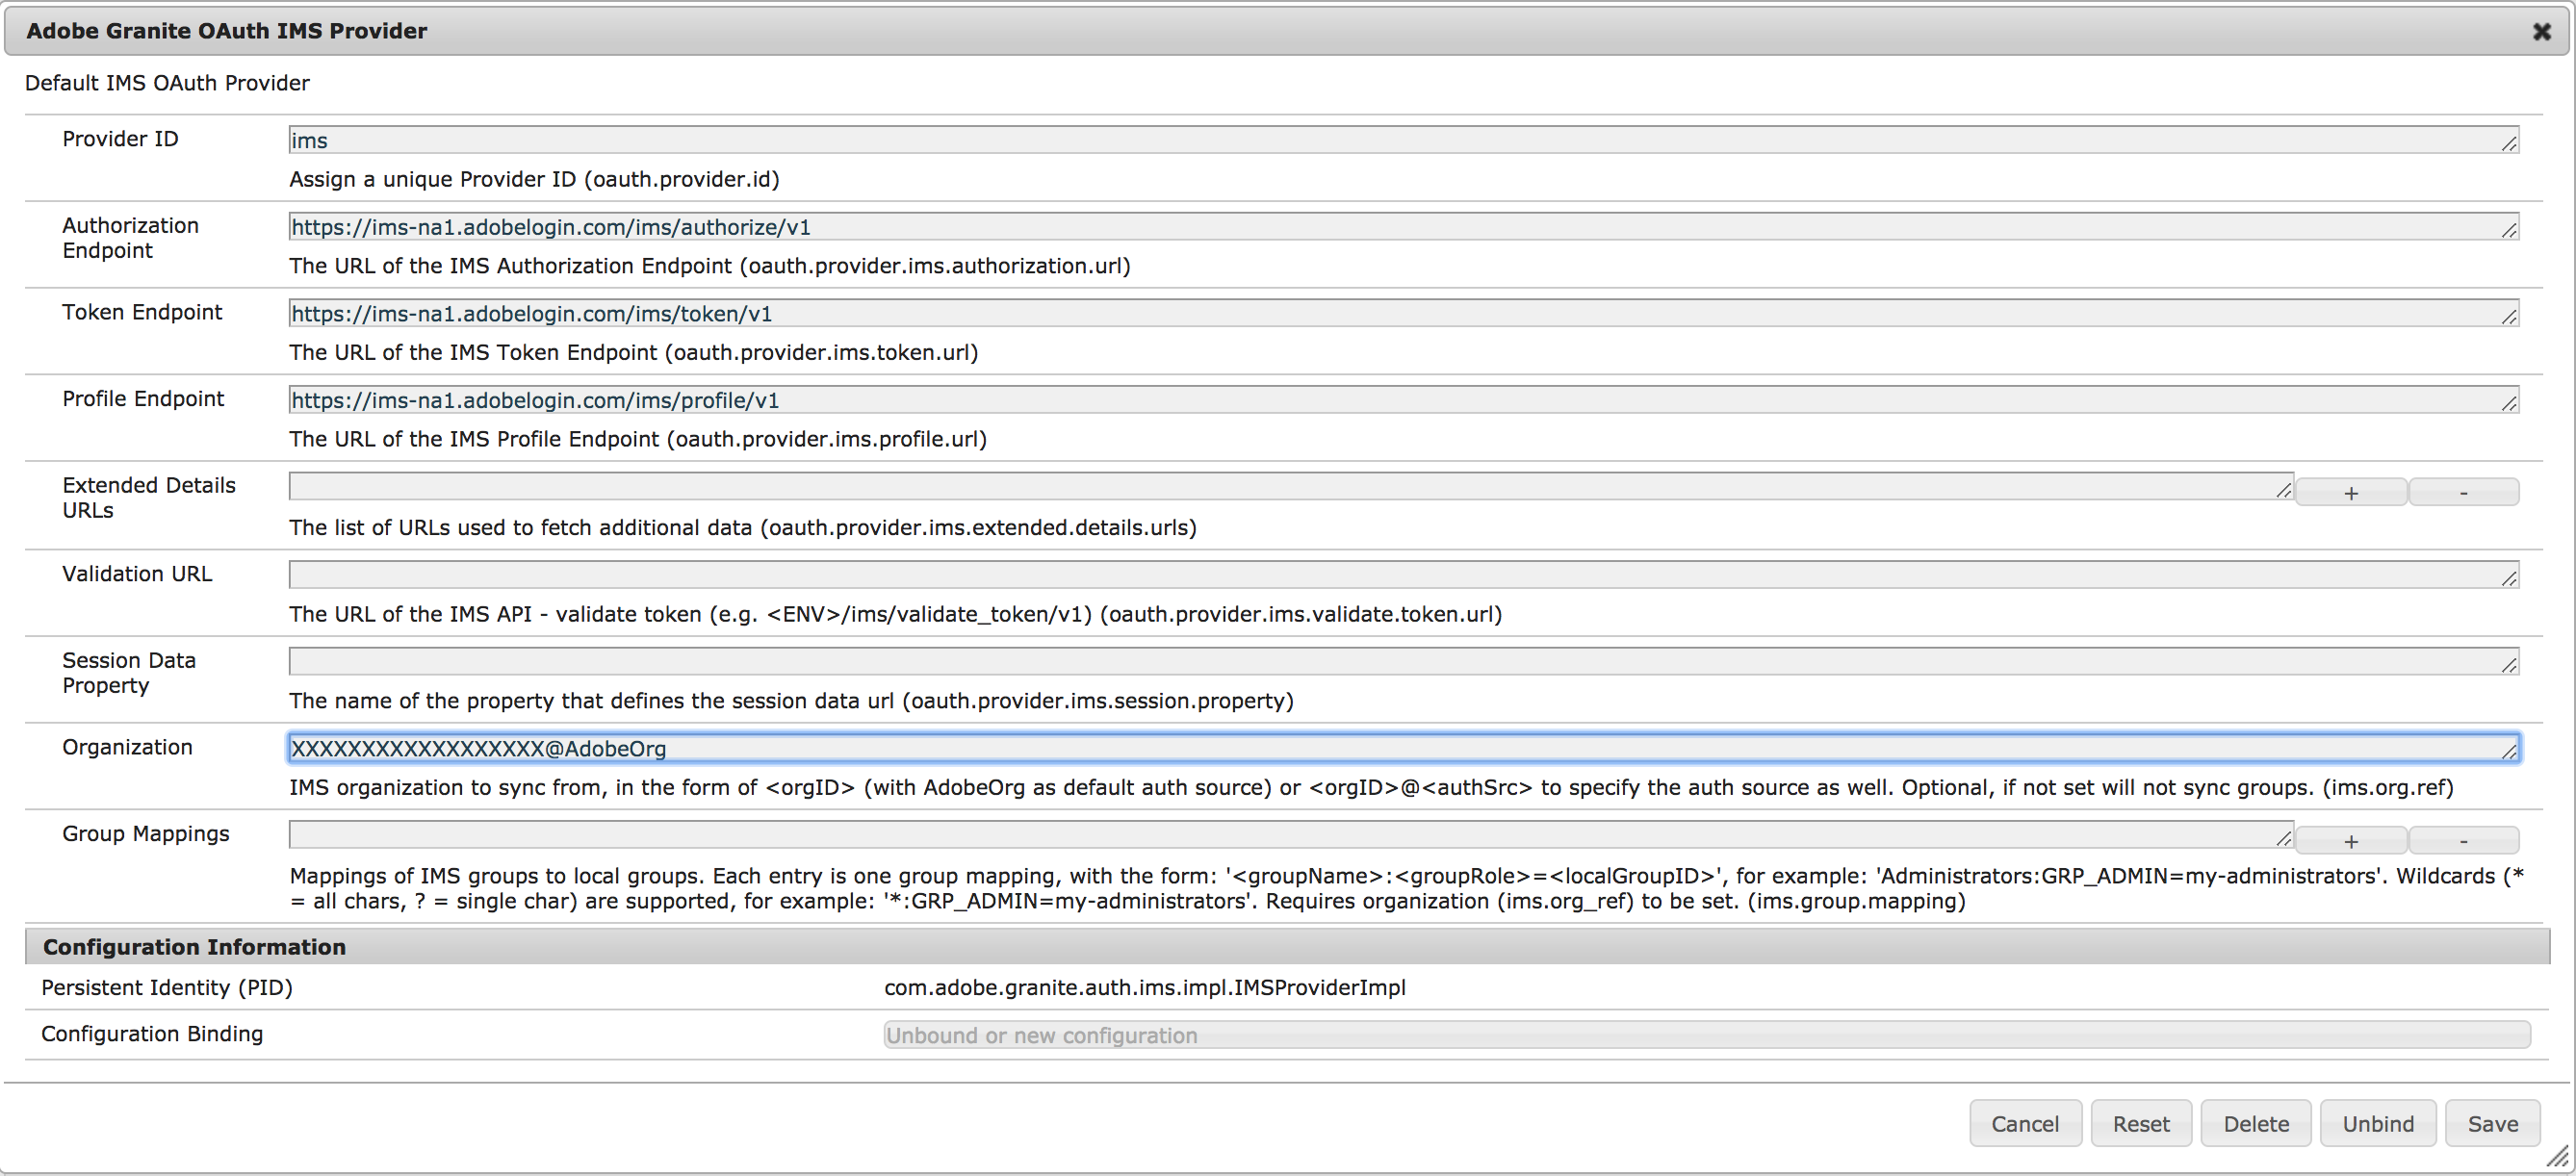 Adobe Granite OAuth IMS Provider
Default IMS OAuth Provider
Provider ID
ims
Assign a unique Provider ID (oauth.provider.id)
Authorization
Endpoint
https://ims-na1.adobelogin.com/ims/authorize/v1
The URL of the IMS Authorization Endpoint (oauth.provider.ims.authorization.url)
Token Endpoint
https://ims-na1.adobelogin.com/ims/token/v1
The URL of the IMS Token Endpoint (oauth.provider.ims.token.url)
Profile Endpoint
https://ims-na1.adobelogin.com/ims/profile/v1
The URL of the IMS Profile Endpoint (oauth.provider.ims.profile.url)
Extended Details
URLs
+ -
The list of URLs used to fetch additional data (oauth.provider.ims.extended.details.urls)
Validation URL
The URL of the IMS API - validate token (e.g. <ENV>/ims/validate_token/v1) (oauth.provider.ims.validate.token.url)
Session Data
Property
The name of the property that defines the session data url (oauth.provider.ims.session.property)
Organization
XXXXXXXXXXXXXXXXXX@AdobeOrg
IMS organization to sync from, in the form of <orgID> (with AdobeOrg as default auth source) or <orgID>@<authSrc> to specify the auth source as well. Optional, if not set will not sync groups. (ims.org.ref)
Group Mappings
+ -
Mappings of IMS groups to local groups. Each entry is one group mapping, with the form: '<groupName>:<groupRole>=<localGroupID>', for example: 'Administrators:GRP_ADMIN=my-administrators'. Wildcards (*
= all chars, ? = single char) are supported, for example: '*:GRP_ADMIN=my-administrators'. Requires organization (ims.org_ref) to be set. (ims.group.mapping)
Configuration Information
Persistent Identity (PID)
com.adobe.granite.auth.ims.impl.IMSProviderImpl
Configuration Binding
Unbound or new configuration
Cancel Reset Delete Unbind Save